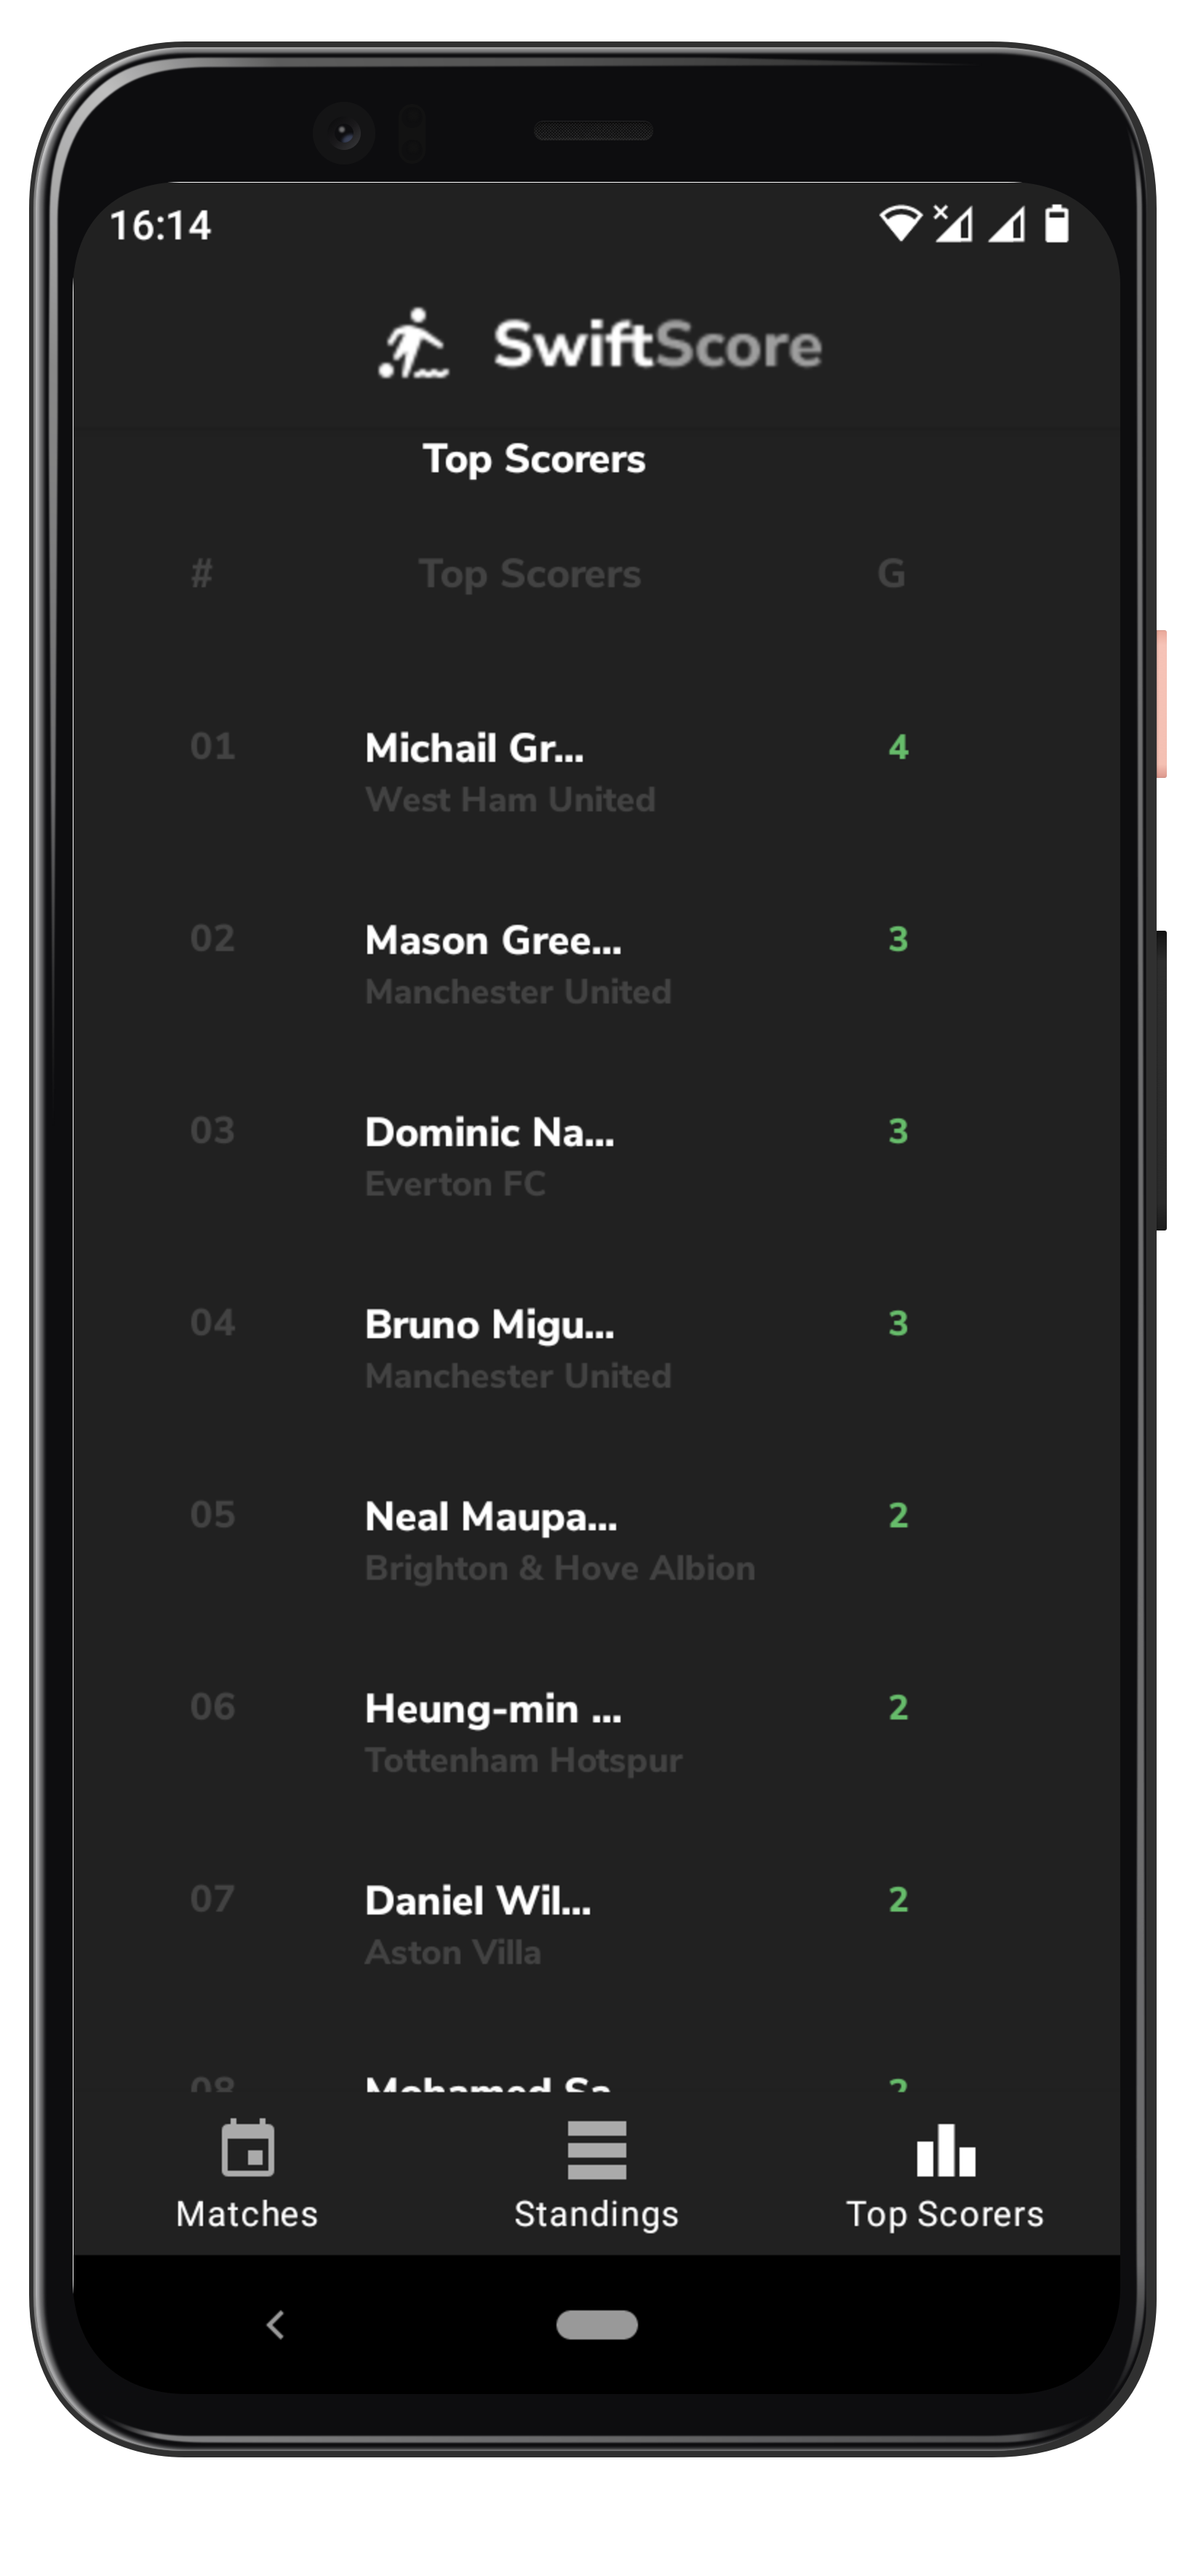 16:14
SwiftScore
Top Scorers
# Top Scorers G
01 Michail Gr... 4
West Ham United
02 Mason Gree... 3
Manchester United
03 Dominic Na... 3
Everton FC
04 Bruno Migu... 3
Manchester United
05 Neal Maupa... 2
Brighton & Hove Albion
06 Heung-min ... 2
Tottenham Hotspur
07 Daniel Wil... 2
Aston Villa
08 Mohamed Sa 2
Matches Standings Top Scorers